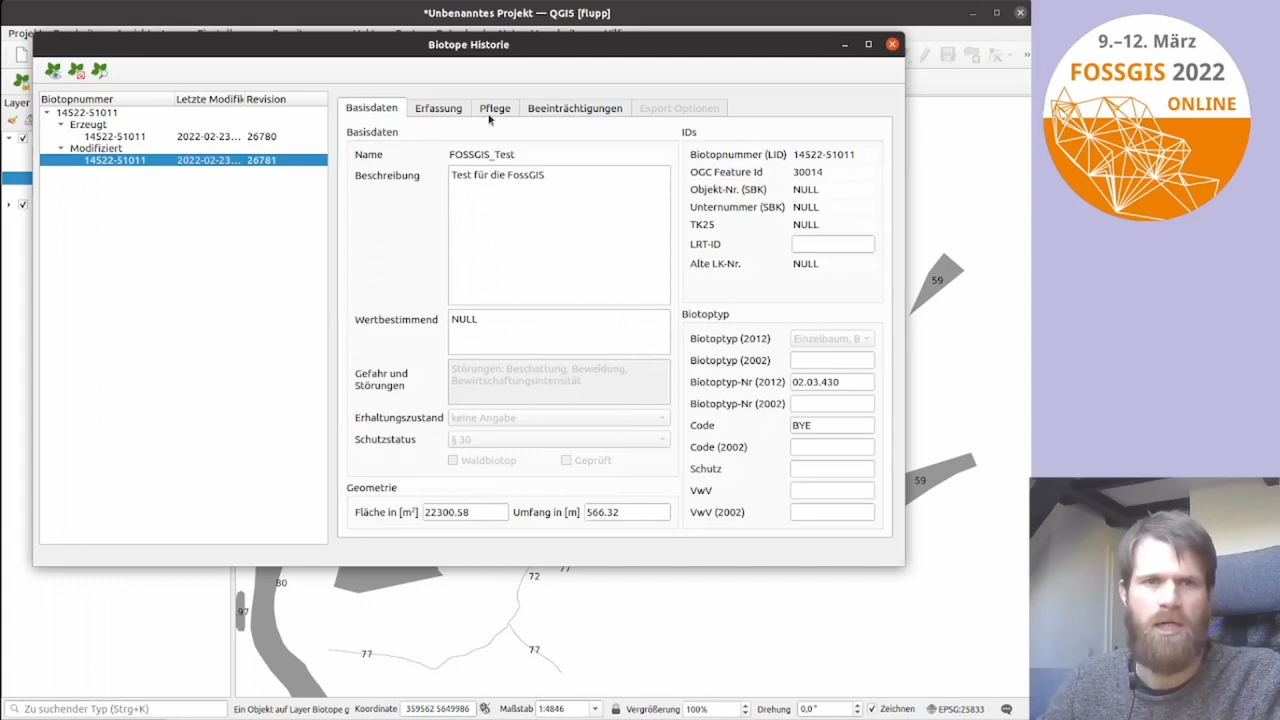 *Unbenanntes Projekt — QGIS [flupp]
Biotope Historie
Layer
Biotopnummer Letzte Modifik Revision
14522-51011
Erzeugt
14522-51011 2022-02-23... 26780
Modifiziert
14522-51011 2022-02-23... 26781
Basisdaten Erfassung Pflege Beeinträchtigungen Export Optionen
Basisdaten
Name FOSSGIS_Test
Beschreibung Test für die FossGIS
Wertbestimmend NULL
Gefahr und Störungen
Störungen: Beschattung, Beweidung, Bewirtschaftungsintensität
Erhaltungszustand keine Angabe
Schutzstatus § 30
Waldbiotop Geprüft
Geometrie
Fläche in [m²] 22300.58 Umfang in [m] 566.32
IDs
Biotopnummer (LID) 14522-51011
OGC Feature Id 30014
Objekt-Nr. (SBK) NULL
Unternummer (SBK) NULL
TK25 NULL
LRT-ID
Alte LK-Nr. NULL
Biotoptyp
Biotoptyp (2012) Einzelbaum, B
Biotoptyp (2002)
Biotoptyp-Nr (2012) 02.03.430
Biotoptyp-Nr (2002)
Code BYE
Code (2002)
Schutz
VwV
VwV (2002)
59
59
80
97
72
77
77
77
Zu suchender Typ (Strg+K) Ein Objekt auf Layer Biotope g Koordinate 359562 5649986 Maßstab 1:4846 Vergrößerung 100% Drehung 0,0° Zeichnen EPSG:25833
9.–12. März
FOSSGIS 2022
ONLINE